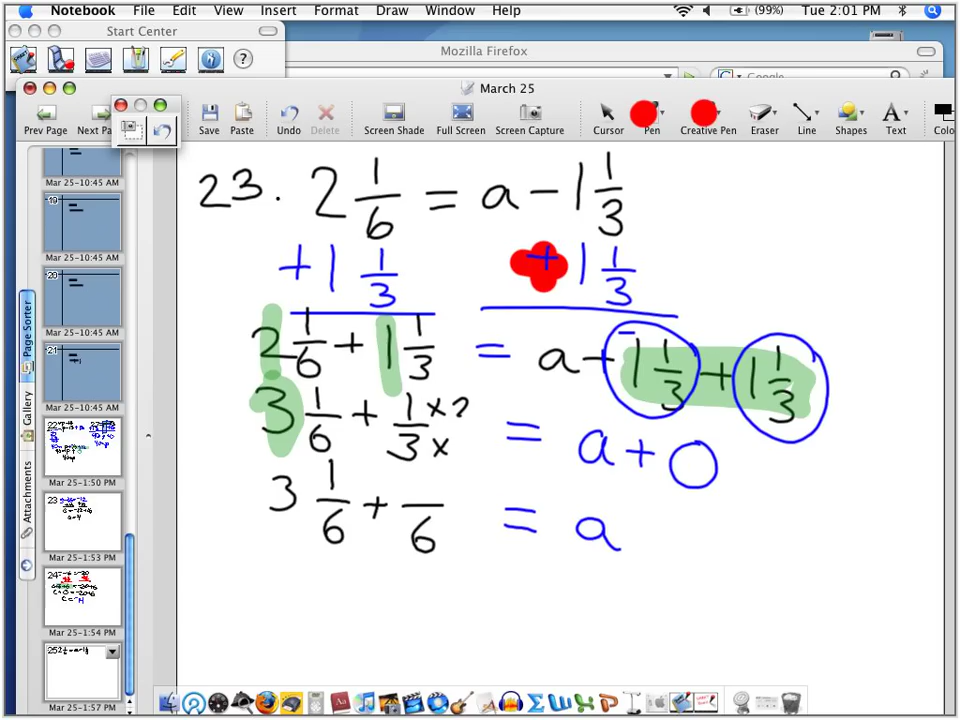 Notebook File Edit View Insert Format Draw Window Help (99%) Tue 2:01 PM
Start Center
Mozilla Firefox
Google
March 25
Prev Page Next Pa Save Paste Undo Delete Screen Shade Full Screen Screen Capture Cursor Pen Creative Pen Eraser Line Shapes Text Colo
Page Sorter
Gallery
Attachments
Mar 25-10:45 AM
19
Mar 25-10:45 AM
20
Mar 25-10:45 AM
21
Mar 25-10:45 AM
Mar 25-1:50 PM
Mar 25-1:53 PM
Mar 25-1:54 PM
Mar 25-1:57 PM
23. 2 1/6 = a - 1 1/3
+ 1 1/3 + 1 1/3
2 1/6 + 1 1/3 = a + -1 1/3 + 1 1/3
3 1/6 + 1/3 × 2 × = a + 0
3 1/6 + /6 = a